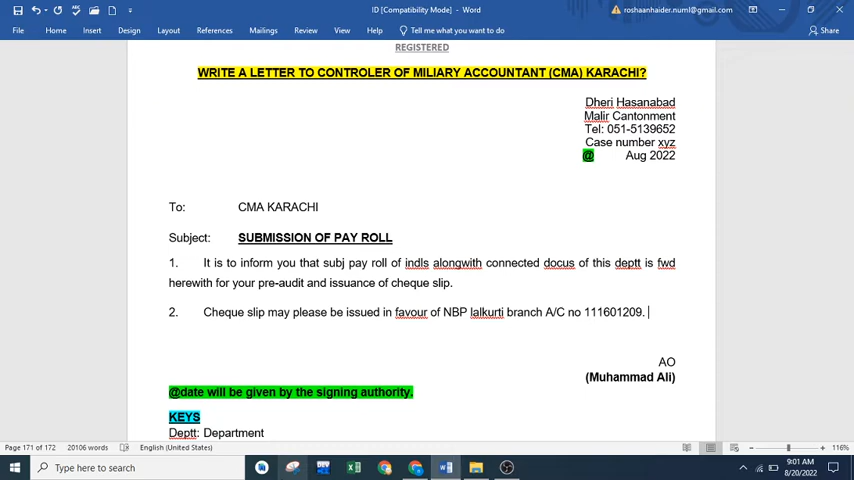 ID [Compatibility Mode] - Word
roshaanhaider.numl@gmail.com
File Home Insert Design Layout References Mailings Review View Help Tell me what you want to do Share
REGISTERED
WRITE A LETTER TO CONTROLER OF MILIARY ACCOUNTANT (CMA) KARACHI?
Dheri Hasanabad
Malir Cantonment
Tel: 051-5139652
Case number xyz
@ Aug 2022
To: CMA KARACHI
Subject: SUBMISSION OF PAY ROLL
1. It is to inform you that subj pay roll of indls alongwith connected docus of this deptt is fwd
herewith for your pre-audit and issuance of cheque slip.
2. Cheque slip may please be issued in favour of NBP lalkurti branch A/C no 111601209.
AO
(Muhammad Ali)
@date will be given by the signing authority.
KEYS
Deptt: Department
Page 171 of 172 20106 words English (United States) 116%
Type here to search
9:01 AM
8/20/2022